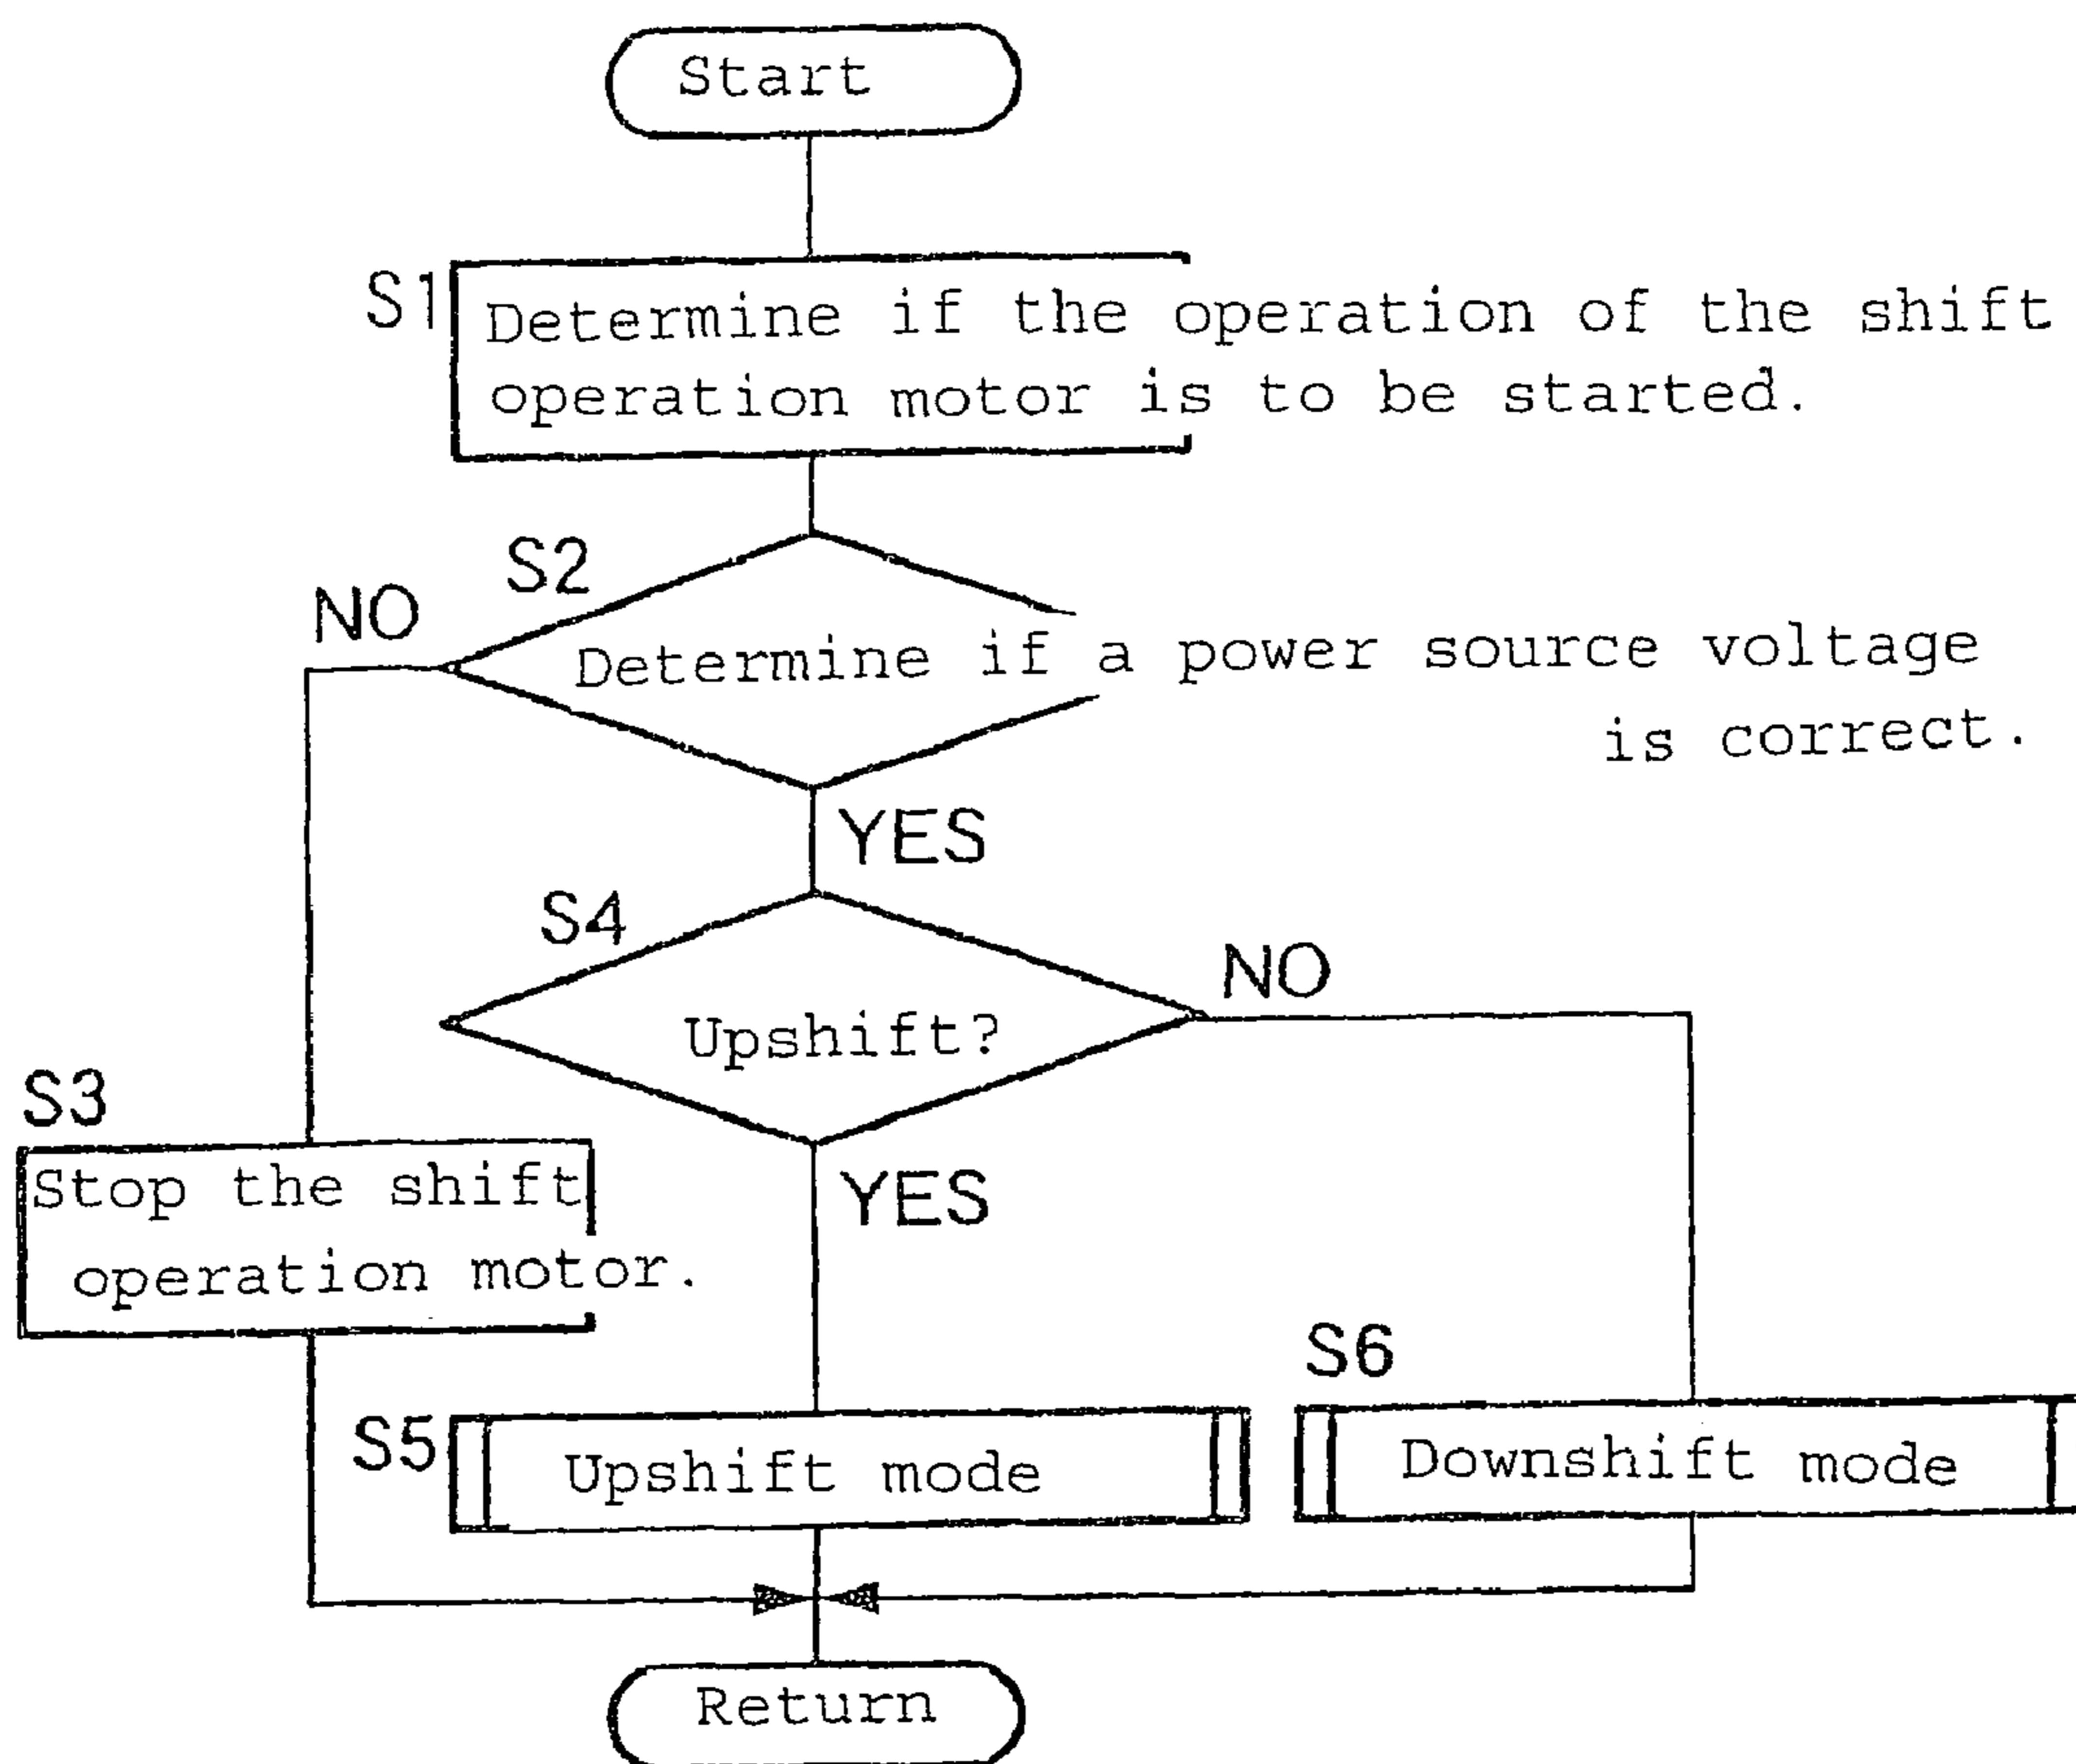 Start
S1
Determine if the operation of the shift
operation motor is to be started.
S2
NO
Determine if a power source voltage
is correct.
YES
S4
NO
Upshift?
S3
Stop the shift
operation motor.
YES
S6
S5
Upshift mode
Downshift mode
Return